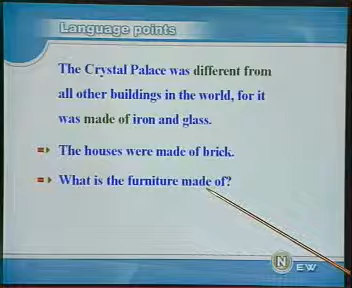 Language points
The Crystal Palace was different from
all other buildings in the world, for it
was made of iron and glass.
The houses were made of brick.
What is the furniture made of?
N EW